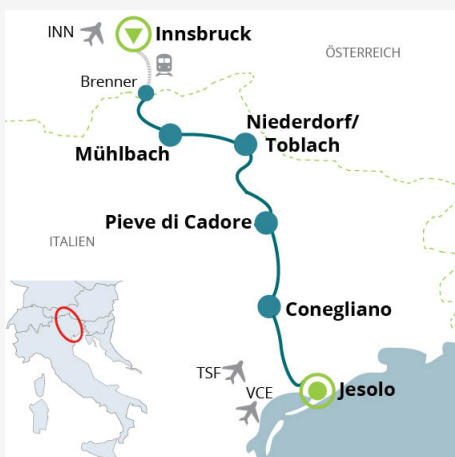 INN
Innsbruck
ÖSTERREICH
Brenner
Niederdorf/
Toblach
Mühlbach
Pieve di Cadore
ITALIEN
Conegliano
TSF
VCE
Jesolo